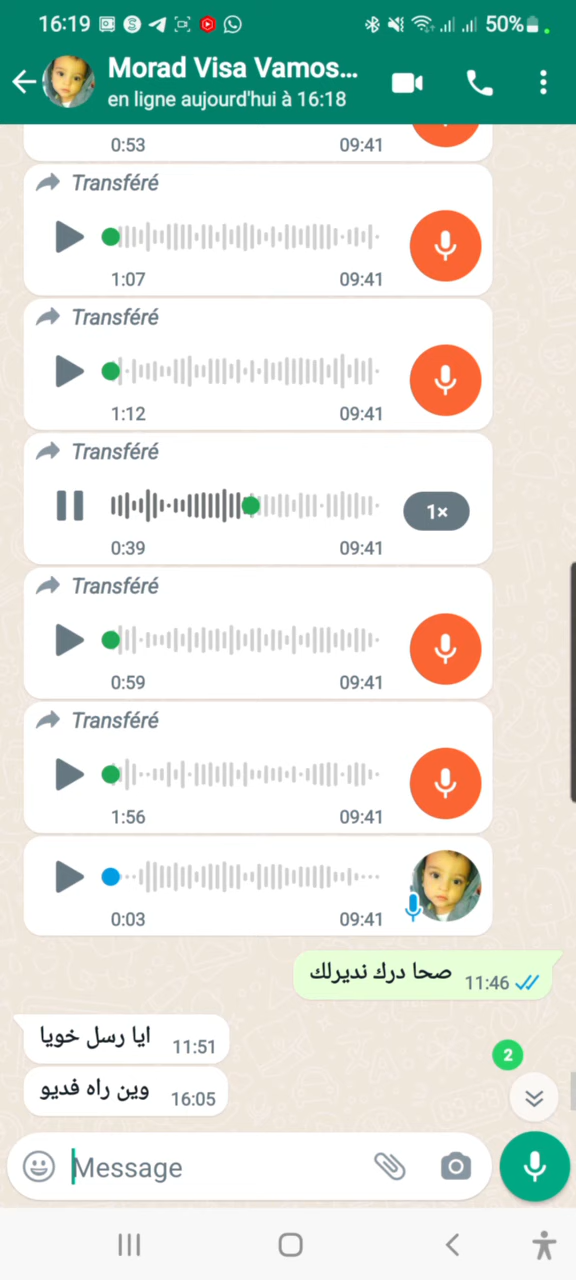 16:19
50%
Morad Visa Vamos...
en ligne aujourd'hui à 16:18
0:53 09:41
Transféré
1:07 09:41
Transféré
1:12 09:41
Transféré
1×
0:39 09:41
Transféré
0:59 09:41
Transféré
1:56 09:41
0:03 09:41
صحا درك نديرلك
11:46
ايا رسل خويا
11:51
2
وين راه فديو
16:05
Message